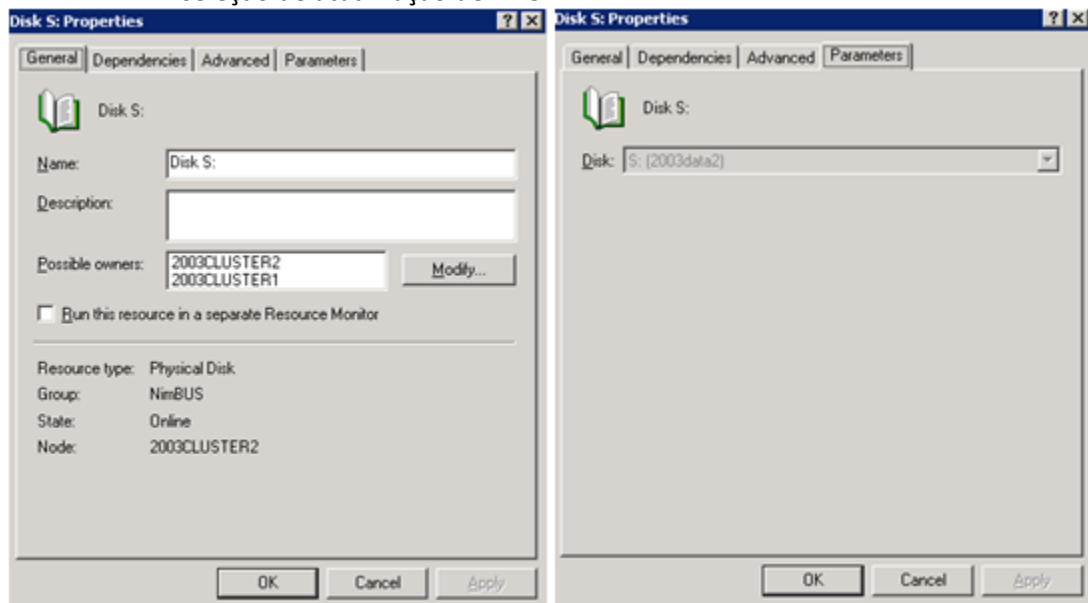 Disk S: Properties
General Dependencies Advanced Parameters
Disk S:
Name: Disk S:
Description:
Possible owners: 2003CLUSTER2
2003CLUSTER1
Modify...
Run this resource in a separate Resource Monitor
Resource type: Physical Disk
Group: NimBUS
State: Online
Node: 2003CLUSTER2
OK Cancel Apply
Disk S: Properties
General Dependencies Advanced Parameters
Disk S:
Disk: S: (2003data2)
OK Cancel Apply